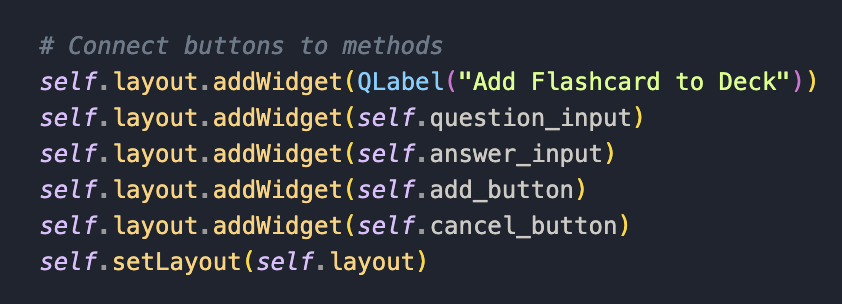 # Connect buttons to methods
self.layout.addWidget(QLabel("Add Flashcard to Deck"))
self.layout.addWidget(self.question_input)
self.layout.addWidget(self.answer_input)
self.layout.addWidget(self.add_button)
self.layout.addWidget(self.cancel_button)
self.setLayout(self.layout)